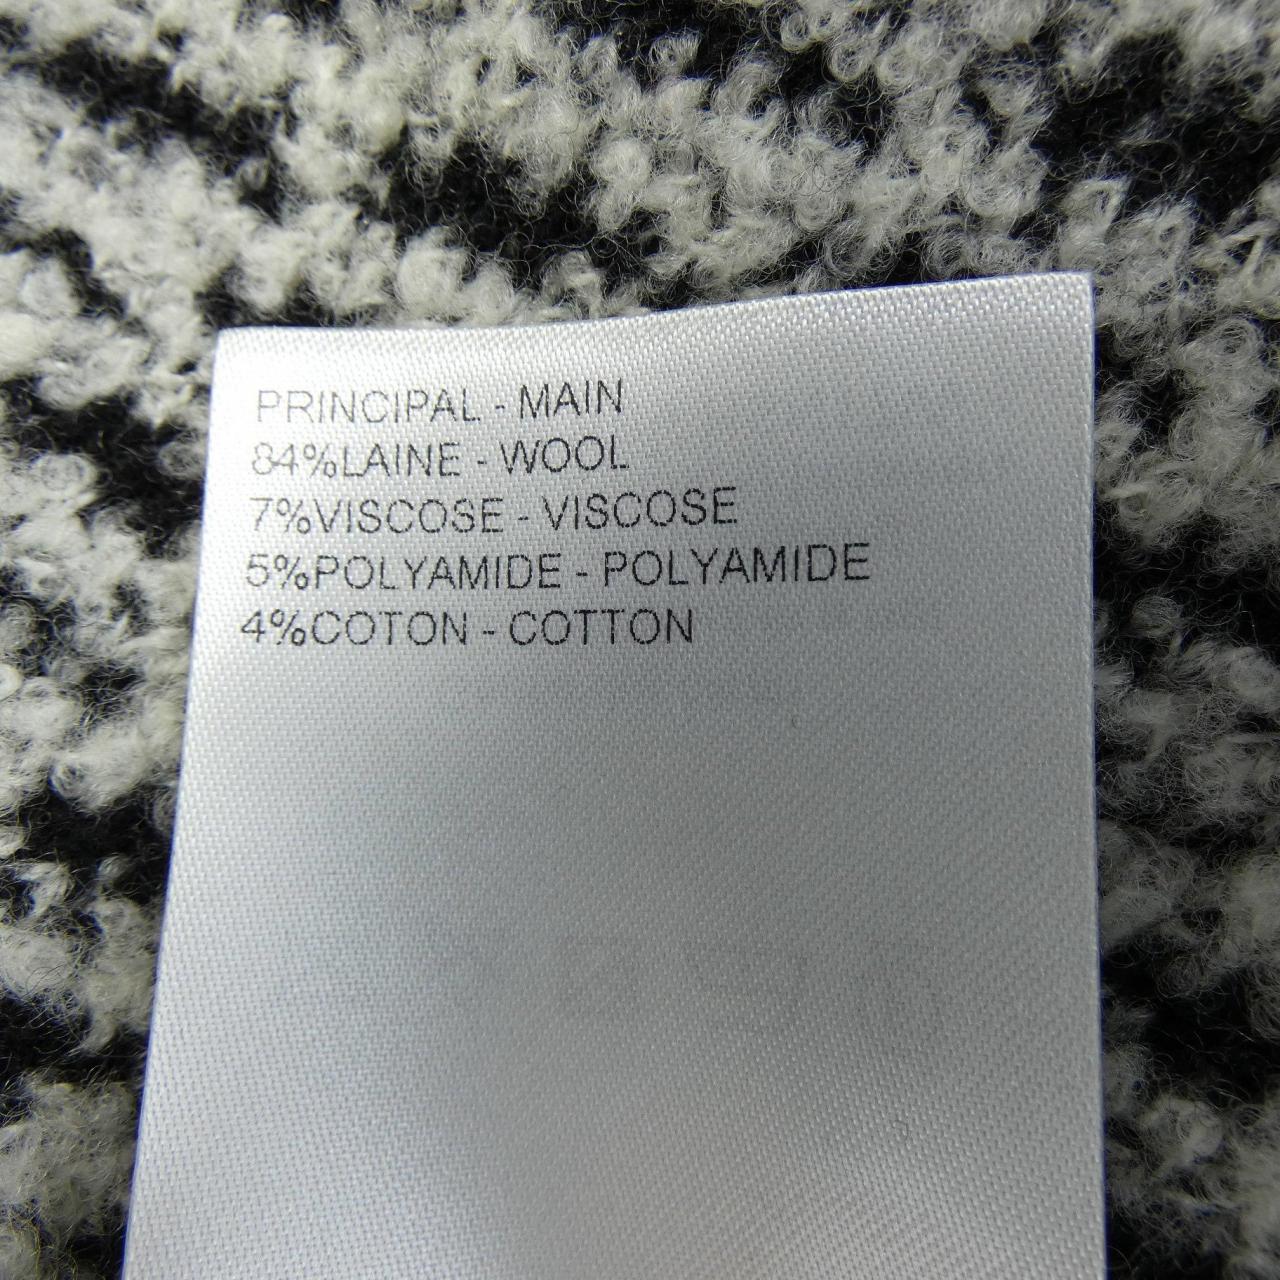 PRINCIPAL - MAIN
84%LAINE - WOOL
7%VISCOSE - VISCOSE
5%POLYAMIDE - POLYAMIDE
4%COTON - COTTON